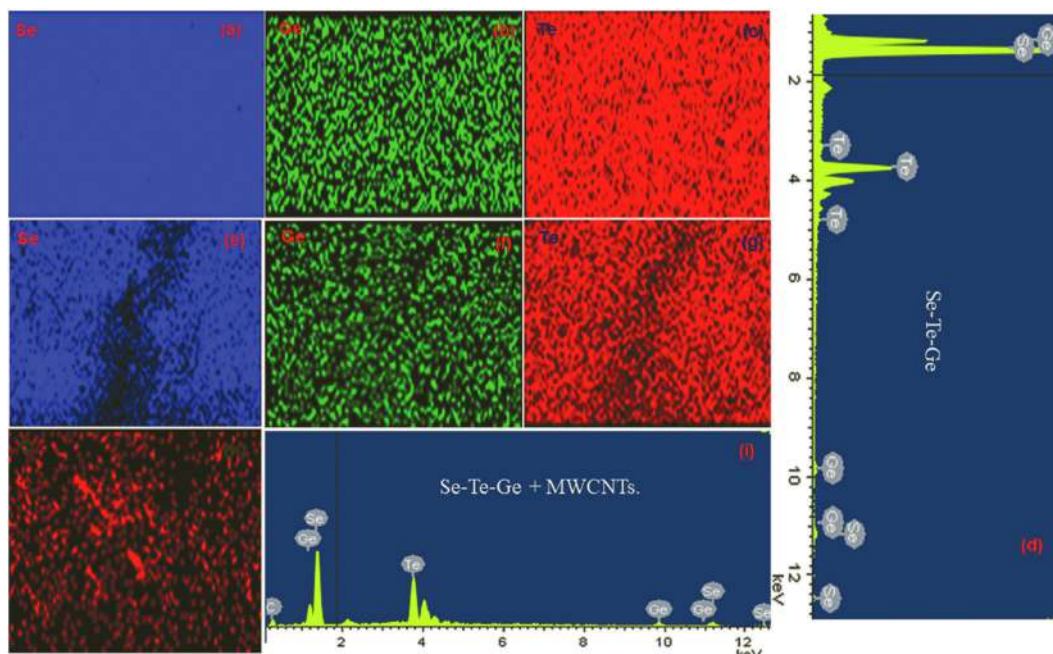 Se (a)
Ge (b)
Te (c)
Se (e)
Ge (f)
Te (g)
(i)
Se-Te-Ge + MWCNTs.
Se
Ge
Te
C
Se
Ge
Ge
Se
2 4 6 8 10 12
keV
Ge
Se
2
Te
Te
4
Te
6
Se-Te-Ge
8
Ge
10
Ge
Se
(d)
12
Se
keV